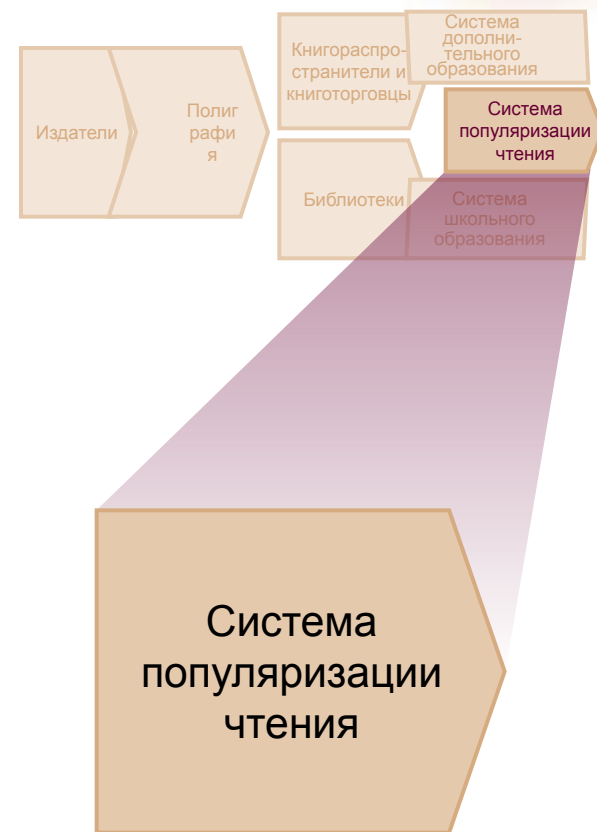 Издатели
Полиг
рафи
я
Книгораспро-
странители и
книготорговцы
Система
дополни-
тельного
образования
Система
популяризации
чтения
Библиотеки
Система
школьного
образования
Система
популяризации
чтения